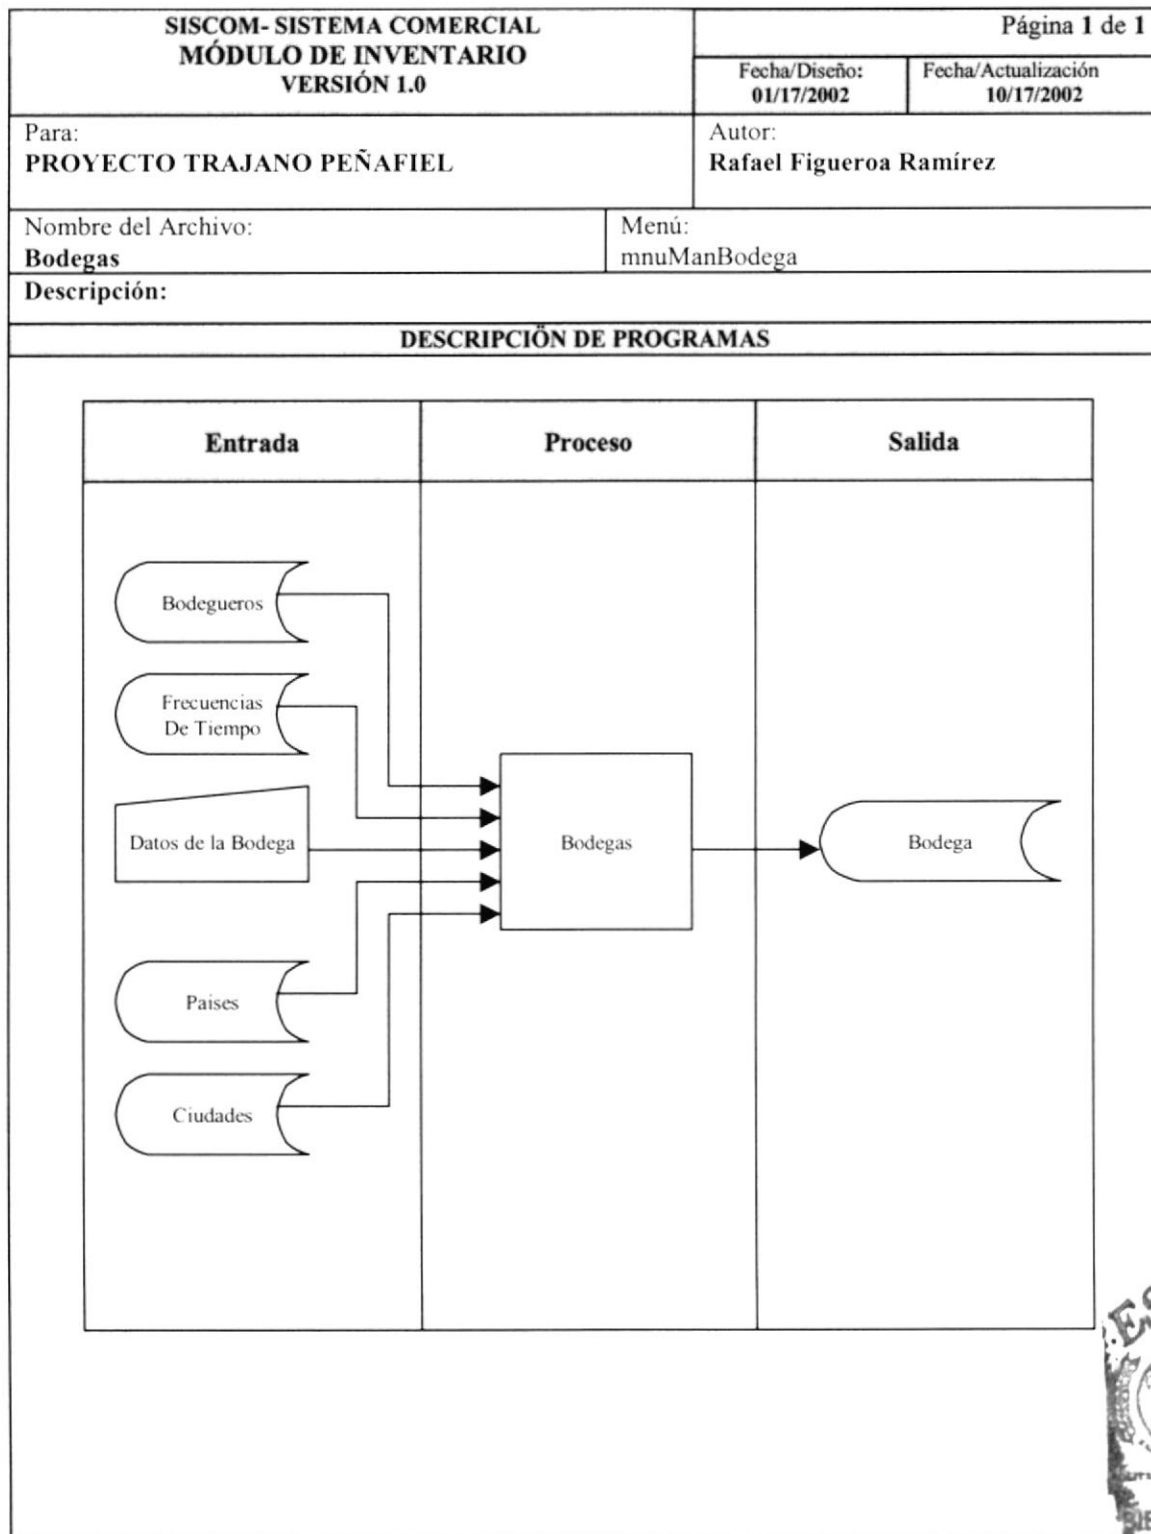 SISCOM- SISTEMA COMERCIAL
MÓDULO DE INVENTARIO
VERSIÓN 1.0
Página 1 de 1
Fecha/Diseño:
01/17/2002
Fecha/Actualización
10/17/2002
Para:
PROYECTO TRAJANO PEÑAFIEL
Autor:
Rafael Figueroa Ramírez
Nombre del Archivo:
Bodegas
Menú:
mnuManBodega
Descripción:
DESCRIPCIÖN DE PROGRAMAS
Entrada
Proceso
Salida
Bodegueros
Frecuencias
De Tiempo
Datos de la Bodega
Bodegas
Bodega
Paises
Ciudades